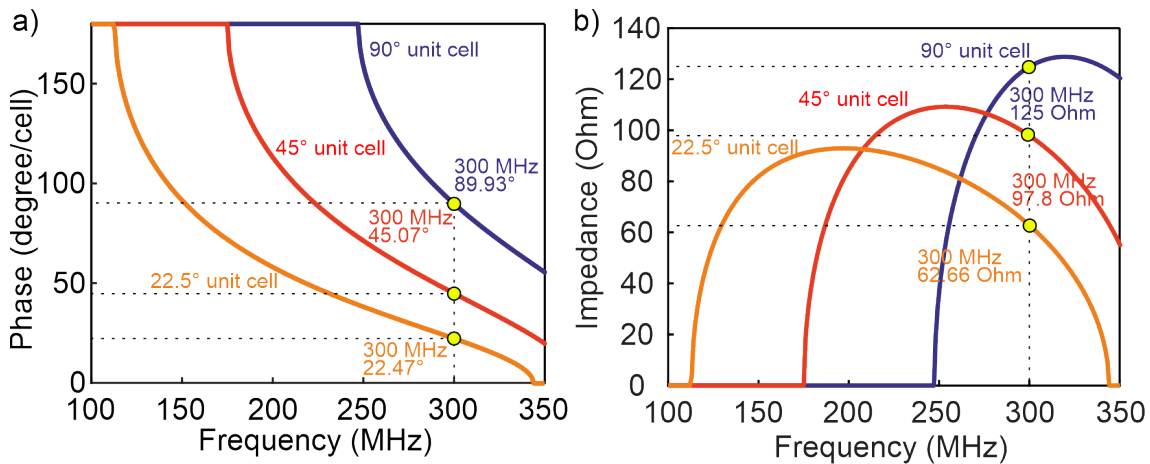 a)
Phase (degree/cell)
150
100
50
0
90° unit cell
45° unit cell
22.5° unit cell
300 MHz
89.93°
300 MHz
45.07°
300 MHz
22.47°
100 150 200 250 300 350
Frequency (MHz)
b)
Impedance (Ohm)
140
120
100
80
60
40
20
0
90° unit cell
45° unit cell
22.5° unit cell
300 MHz
125 Ohm
300 MHz
97.8 Ohm
300 MHz
62.66 Ohm
100 150 200 250 300 350
Frequency (MHz)